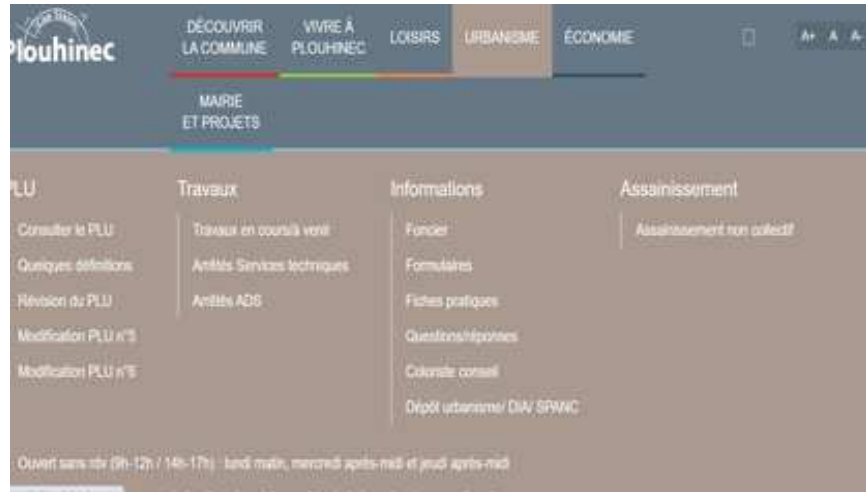 Plouhinec
DÉCOUVRIR
LA COMMUNE
VIVRE À
PLOUHINEC
LOISIRS
URBANISME
ÉCONOMIE
A+ A A-
MAIRIE
ET PROJETS
PLU
Consulter le PLU
Quelques définitions
Révision du PLU
Modification PLU n°5
Modification PLU n°6
Travaux
Travaux en cours/à venir
Arrêtés Services techniques
Arrêtés ADS
Informations
Foncier
Formulaires
Fiches pratiques
Questions/réponses
Coloriste conseil
Dépôt urbanisme/ DIA/ SPANC
Assainissement
Assainissement non collectif
Ouvert sans rdv (9h-12h / 14h-17h) : lundi matin, mercredi après-midi et jeudi après-midi